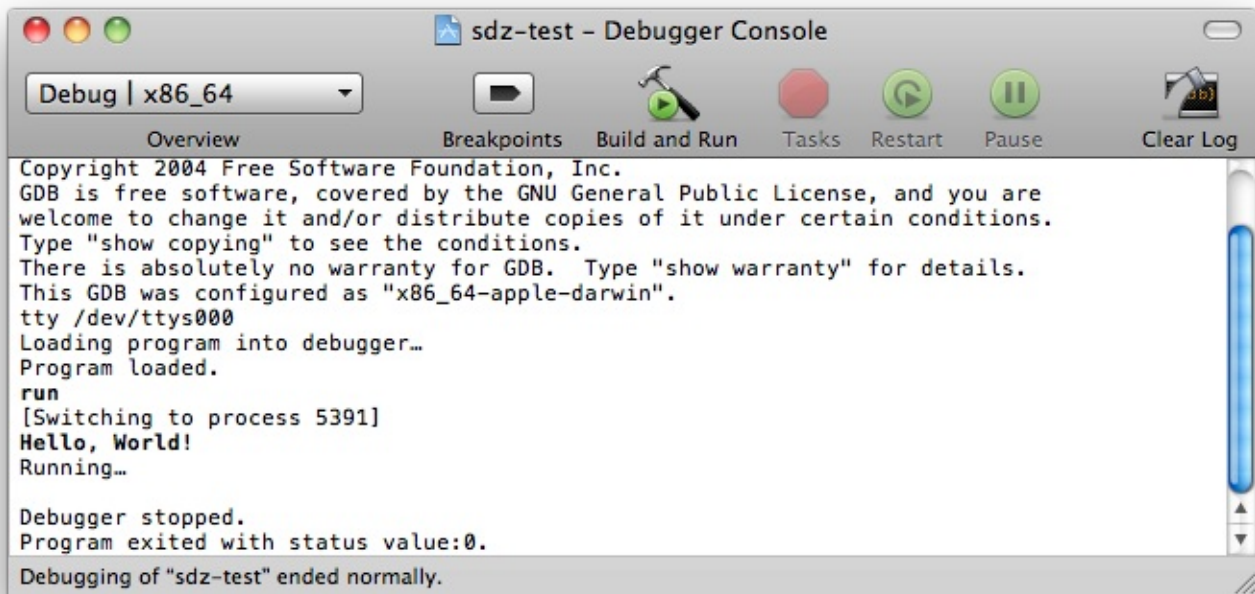 sdz-test – Debugger Console
Debug | x86_64
Overview Breakpoints Build and Run Tasks Restart Pause Clear Log
Copyright 2004 Free Software Foundation, Inc.
GDB is free software, covered by the GNU General Public License, and you are
welcome to change it and/or distribute copies of it under certain conditions.
Type "show copying" to see the conditions.
There is absolutely no warranty for GDB.  Type "show warranty" for details.
This GDB was configured as "x86_64-apple-darwin".
tty /dev/ttys000
Loading program into debugger…
Program loaded.
run
[Switching to process 5391]
Hello, World!
Running…
Debugger stopped.
Program exited with status value:0.
Debugging of “sdz-test” ended normally.